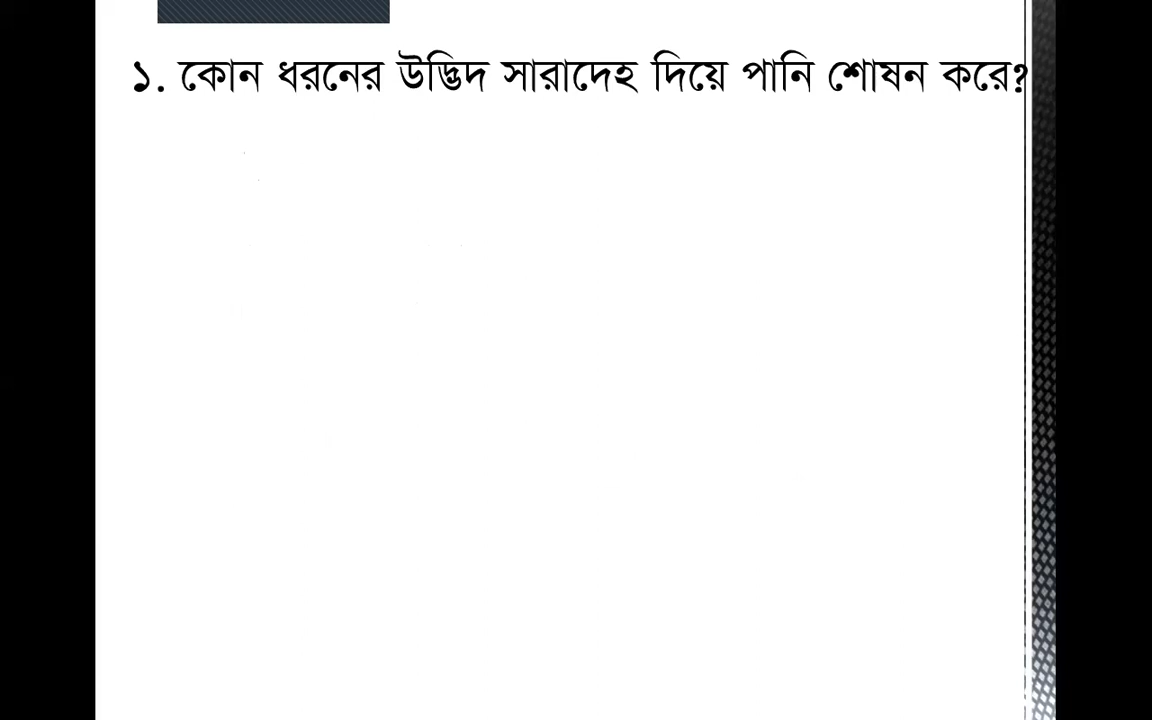 ১. কোন ধরনের উদ্ভিদ সারাদেহ দিয়ে পানি শোষন করে?